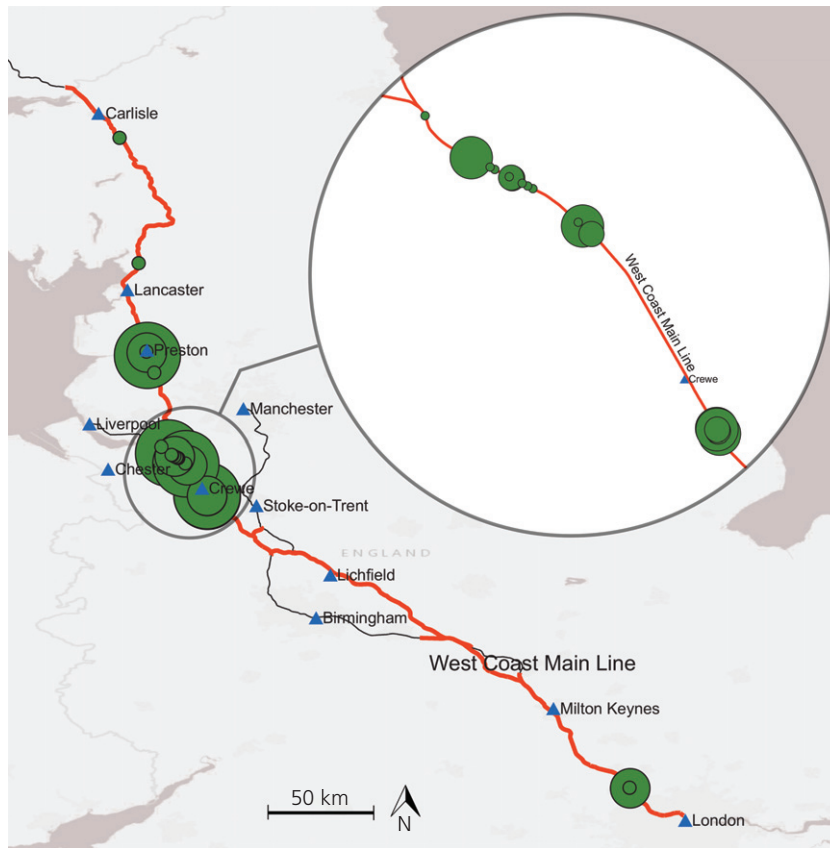 Carlisle
Lancaster
Preston
Manchester
Liverpool
Chester
Crewe
Stoke-on-Trent
ENGLAND
Lichfield
Birmingham
West Coast Main Line
Milton Keynes
London
50 km
N
West Coast Main Line
Crewe